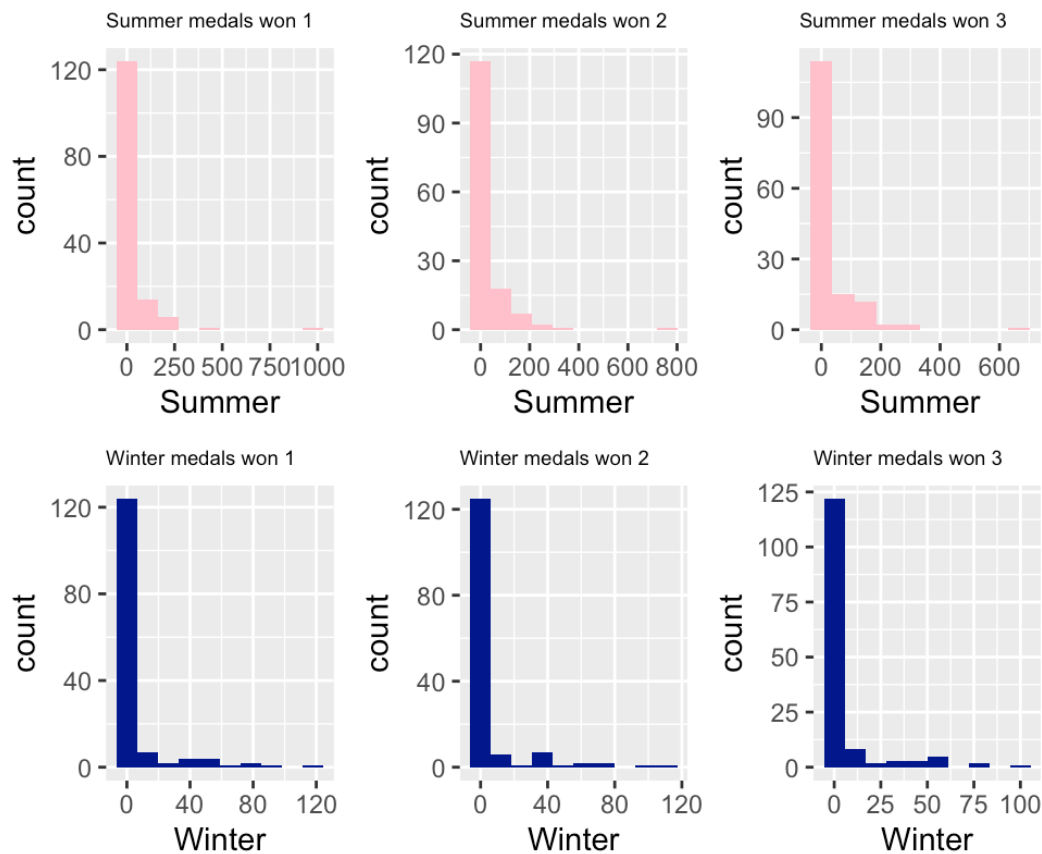 Summer medals won 1
120
80
40
0
count
0 250 500 750 1000
Summer
Summer medals won 2
120
90
60
30
0
count
0 200 400 600 800
Summer
Summer medals won 3
90
60
30
0
count
0 200 400 600
Summer
Winter medals won 1
120
80
40
0
count
0 40 80 120
Winter
Winter medals won 2
120
80
40
0
count
0 40 80 120
Winter
Winter medals won 3
125
100
75
50
25
0
count
0 25 50 75 100
Winter